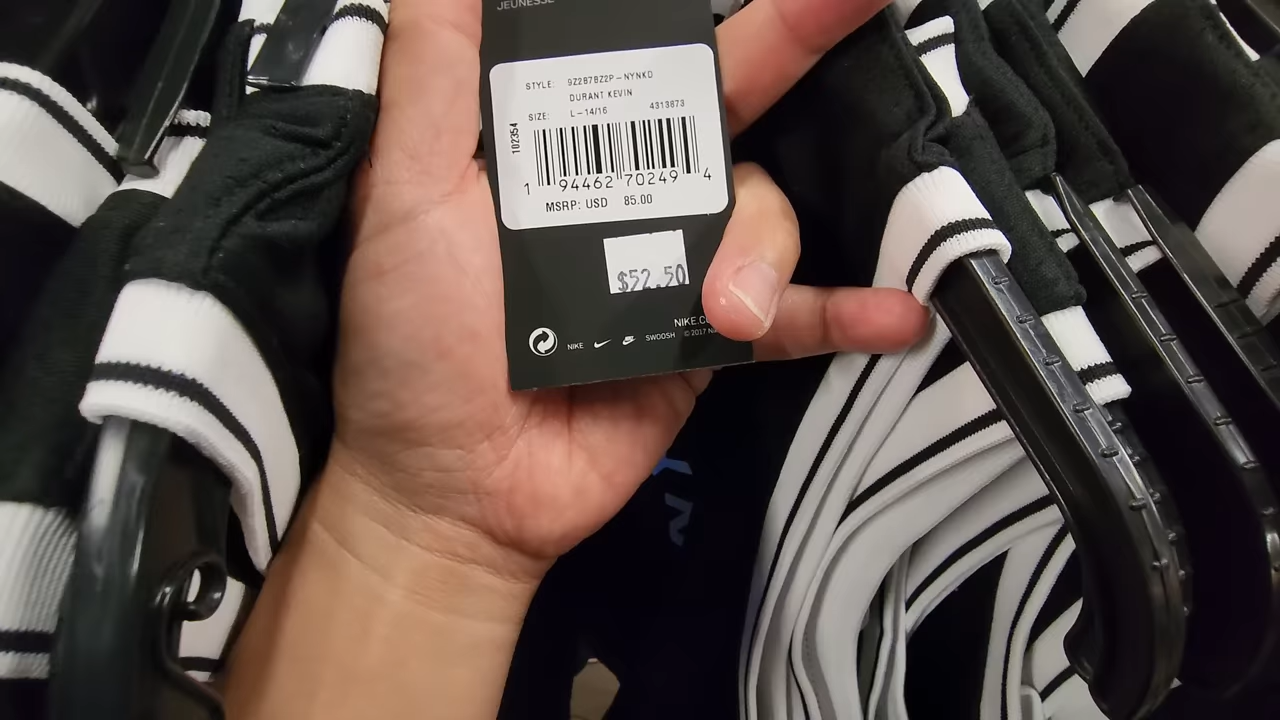 JEUNESSE
STYLE: 9Z2B7BZ2P-NYNKD
DURANT KEVIN
SIZE: L-14/16 4313873
102354
1 94462 70249 4
MSRP: USD 85.00
$52.50
NIKE.CO
NIKE SWOOSH © 2017 N